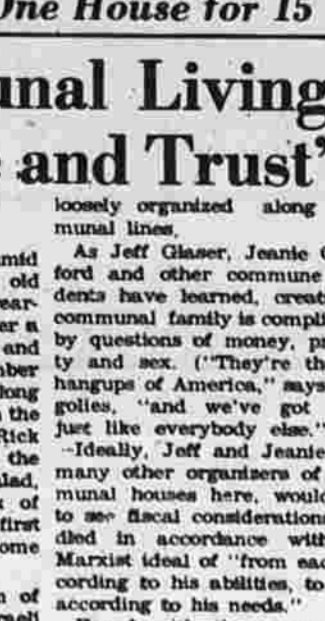 One House for 15
unal Living
and Trust'
loosely organized along
munal lines.
As Jeff Glaser, Jeanie C
ford and other commune
dents have learned, creat
communal family is compli
by questions of money, pr
ty and sex. ("They're th
hangups of America," says
golies, "and we've got
just like everybody else."
--Ideally, Jeff and Jeanie
many other organizers of
munal houses here, would
to see fiscal considerations
dled in accordance with
Marxist ideal of "from eac
cording to his abilities, to
according to his needs."
mid
old
ear-
er a
and
ber
long
the
Rick
the
lad,
of
first
ome
of
raeli